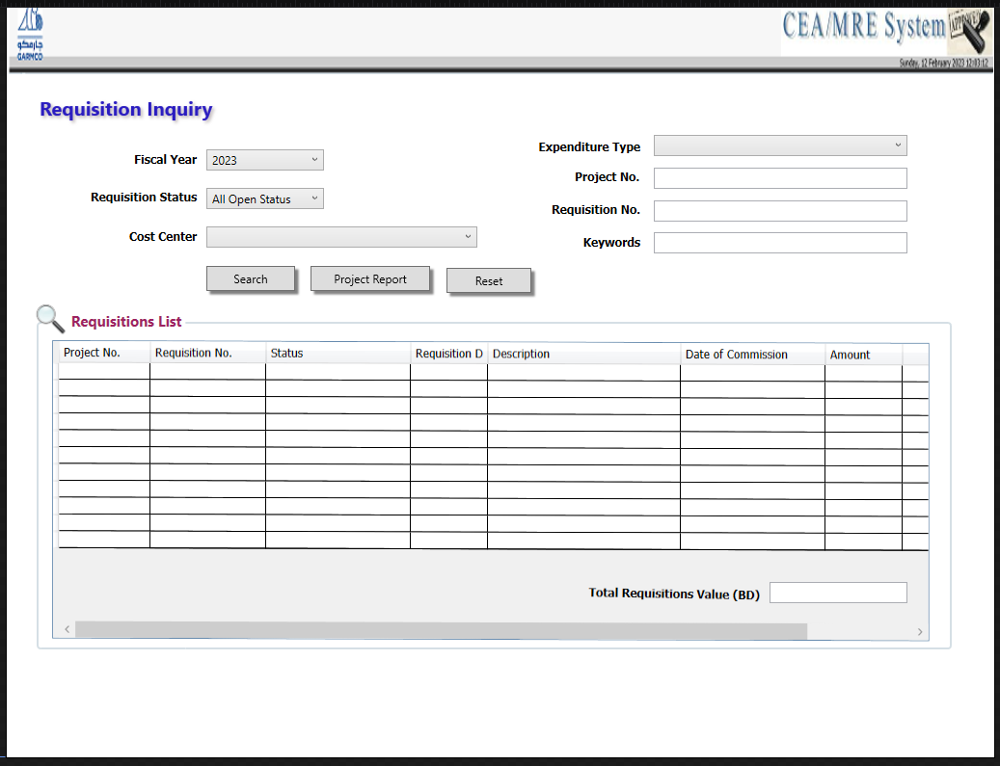 جارمكو
GARMCO
CEA/MRE System
APPROVED
Sunday, 12 February 2023 12:03:12
Requisition Inquiry
Fiscal Year 2023
Requisition Status All Open Status
Cost Center
Expenditure Type
Project No.
Requisition No.
Keywords
Search Project Report Reset
Requisitions List
Project No. Requisition No. Status Requisition D Description Date of Commission Amount
Total Requisitions Value (BD)